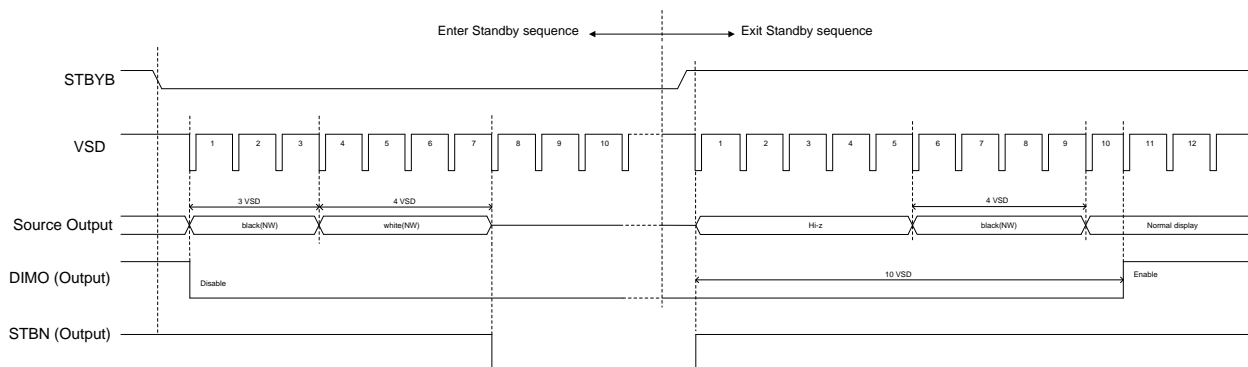 Enter Standby sequence
Exit Standby sequence
STBYB
VSD
1 2 3 4 5 6 7 8 9 10 1 2 3 4 5 6 7 8 9 10 11 12
3 VSD
4 VSD
4 VSD
Source Output
black(NW)
white(NW)
Hi-z
black(NW)
Normal display
DIMO (Output)
Disable
10 VSD
Enable
STBN (Output)